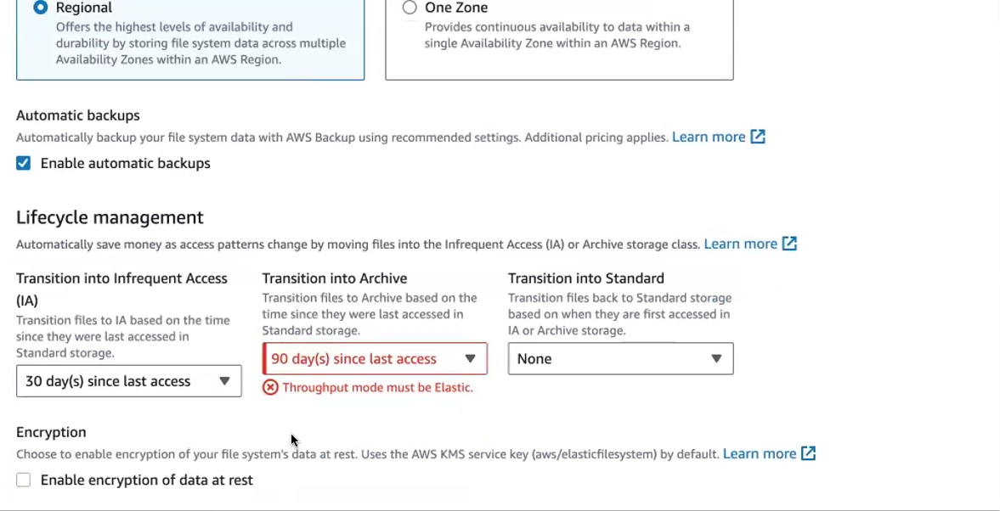 Regional
Offers the highest levels of availability and
durability by storing file system data across multiple
Availability Zones within an AWS Region.
One Zone
Provides continuous availability to data within a
single Availability Zone within an AWS Region.
Automatic backups
Automatically backup your file system data with AWS Backup using recommended settings. Additional pricing applies. Learn more
Enable automatic backups
Lifecycle management
Automatically save money as access patterns change by moving files into the Infrequent Access (IA) or Archive storage class. Learn more
Transition into Infrequent Access
(IA)
Transition files to IA based on the time
since they were last accessed in
Standard storage.
30 day(s) since last access
Transition into Archive
Transition files to Archive based on the
time since they were last accessed in
Standard storage.
90 day(s) since last access
Throughput mode must be Elastic.
Transition into Standard
Transition files back to Standard storage
based on when they are first accessed in
IA or Archive storage.
None
Encryption
Choose to enable encryption of your file system's data at rest. Uses the AWS KMS service key (aws/elasticfilesystem) by default. Learn more
Enable encryption of data at rest